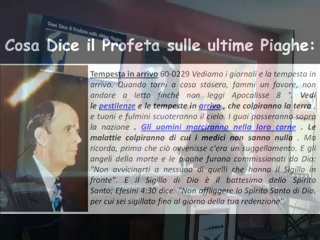 Cosa Dice il Profeta sulle ultime Piaghe:
Tempesta in arrivo 60-0229 Vediamo i giornali e la tempesta in
arrivo. Quando torni a casa stasera, fammi un favore, non
andare a letto finché non leggi Apocalisse 8 ". Vedi
le pestilenze e le tempeste in arrivo , che colpiranno la terra ,
e tuoni e fulmini scuoteranno il cielo. I guai passeranno sopra
la nazione . Gli uomini marciranno nella loro carne . Le
malattie colpiranno di cui i medici non sanno nulla . Ma
ricorda, prima che ciò avvenisse c'era un suggellamento. E gli
angeli della morte e le piaghe furono commissionati da Dio:
"Non avvicinarti a nessuno di quelli che hanno il Sigillo in
fronte". E il Sigillo di Dio è il battesimo dello Spirito
Santo; Efesini 4:30 dice: "Non affliggere lo Spirito Santo di Dio,
per cui sei sigillato fino al giorno della tua redenzione".